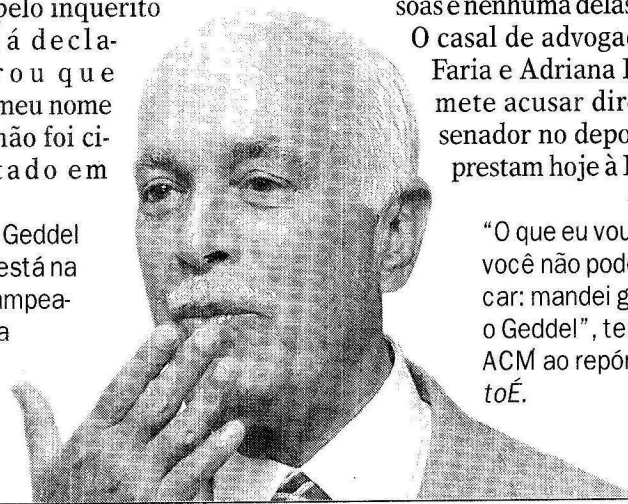 pelo inquérito
á decla-
rou que
meu nome
não foi ci-
tado em
Geddel
está na
ampea-
a
soas e nenhuma delas
O casal de advogad
Faria e Adriana
mete acusar dir
senador no depo
prestam hoje à
"O que eu vou
você não pod
car: mandei g
o Geddel", te
ACM ao repór
toÉ.